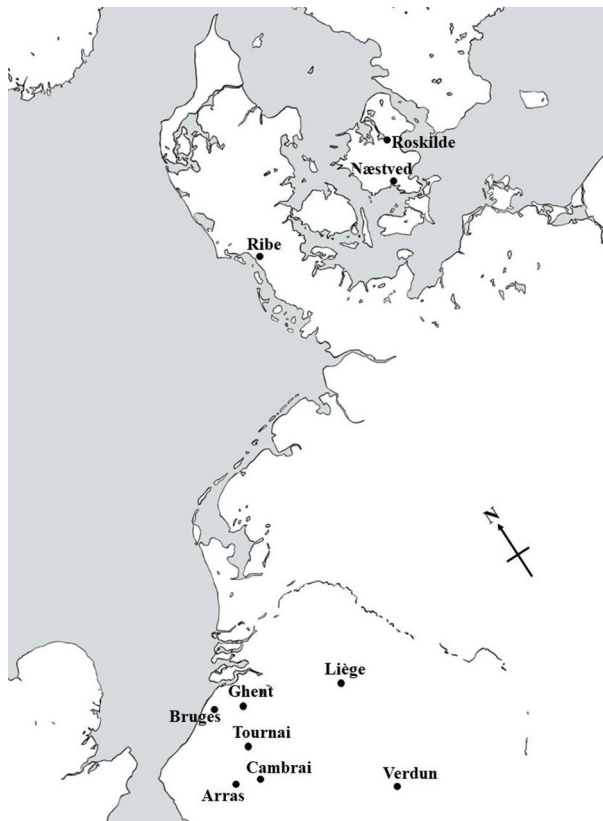 Roskilde
Næstved
Ribe
N
Liège
Ghent
Bruges
Tournai
Cambrai
Verdun
Arras